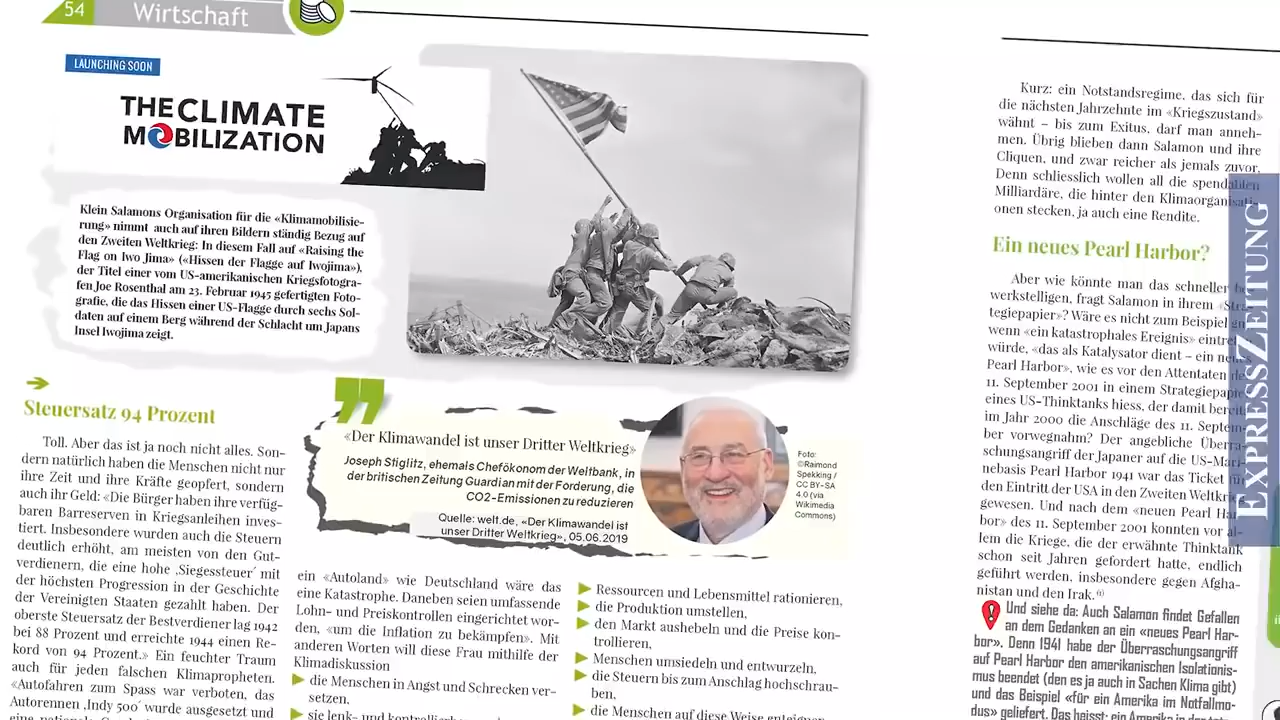 54 Wirtschaft
LAUNCHING SOON
THE CLIMATE
MOBILIZATION
Klein Salamons Organisation für die «Klimamobilisie-
rung» nimmt auch auf ihren Bildern ständig Bezug auf
den Zweiten Weltkrieg: In diesem Fall auf «Raising the
Flag on Iwo Jima» («Hissen der Flagge auf Iwojima»),
der Titel einer vom US-amerikanischen Kriegsfotogra-
fen Joe Rosenthal am 23. Februar 1945 gefertigten Foto-
grafie, die das Hissen einer US-Flagge durch sechs Sol-
daten auf einem Berg während der Schlacht um Japans
Insel Iwojima zeigt.
Steuersatz 94 Prozent
Toll. Aber das ist ja noch nicht alles. Son-
dern natürlich haben die Menschen nicht nur
ihre Zeit und ihre Kräfte geopfert, sondern
auch ihr Geld: «Die Bürger haben ihre verfüg-
baren Barreserven in Kriegsanleihen inves-
tiert. Insbesondere wurden auch die Steuern
deutlich erhöht, am meisten von den Gut-
verdienern, die eine hohe ‚Siegessteuer' mit
der höchsten Progression in der Geschichte
der Vereinigten Staaten gezahlt haben. Der
oberste Steuersatz der Bestverdiener lag 1942
bei 88 Prozent und erreichte 1944 einen Re-
kord von 94 Prozent.» Ein feuchter Traum
auch für jeden falschen Klimapropheten.
«Autofahren zum Spass war verboten, das
Autorennen ‚Indy 500' wurde ausgesetzt und
«Der Klimawandel ist unser Dritter Weltkrieg»
Joseph Stiglitz, ehemals Chefökonom der Weltbank, in
der britischen Zeitung Guardian mit der Forderung, die
CO2-Emissionen zu reduzieren
Quelle: welt.de, «Der Klimawandel ist
unser Dritter Weltkrieg», 05.06.2019
Foto:
©Raimond
Spekking /
CC BY-SA
4.0 (via
Wikimedia
Commons)
ein «Autoland» wie Deutschland wäre das
eine Katastrophe. Daneben seien umfassende
Lohn- und Preiskontrollen eingerichtet wor-
den, «um die Inflation zu bekämpfen». Mit
anderen Worten will diese Frau mithilfe der
Klimadiskussion
die Menschen in Angst und Schrecken ver-
setzen,
sie lenk- und kontrollierbar
Ressourcen und Lebensmittel rationieren,
die Produktion umstellen,
den Markt aushebeln und die Preise kon-
trollieren,
Menschen umsiedeln und entwurzeln,
die Steuern bis zum Anschlag hochschrau-
ben,
die Menschen auf diese Weise enteignen
Kurz: ein Notstandsregime, das sich für
die nächsten Jahrzehnte im «Kriegszustand»
wähnt – bis zum Exitus, darf man anneh-
men. Übrig blieben dann Salamon und ihre
Cliquen, und zwar reicher als jemals zuvor.
Denn schliesslich wollen all die spendablen
Milliardäre, die hinter den Klimaorganisati-
onen stecken, ja auch eine Rendite.
Ein neues Pearl Harbor?
Aber wie könnte man das schneller
werkstelligen, fragt Salamon in ihrem «Stra-
tegiepapier»? Wäre es nicht zum Beispiel
wenn «ein katastrophales Ereignis» eintre
würde, «das als Katalysator dient – ein neues
Pearl Harbor», wie es vor den Attentaten
11. September 2001 in einem Strategiepapier
eines US-Thinktanks hiess, der damit bereits
im Jahr 2000 die Anschläge des 11. Septem-
ber vorwegnahm? Der angebliche Überra-
schungsangriff der Japaner auf die US-Mari-
nebasis Pearl Harbor 1941 war das Ticket
den Eintritt der USA in den Zweiten Weltkrieg
gewesen. Und nach dem «neuen Pearl Har-
bor» des 11. September 2001 konnten vor al-
lem die Kriege, die der erwähnte Thinktank
schon seit Jahren gefordert hatte, endlich
geführt werden, insbesondere gegen Afgha-
nistan und den Irak.
Und siehe da: Auch Salamon findet Gefallen
an dem Gedanken an ein «neues Pearl Har-
bor». Denn 1941 habe der Überraschungsangriff
auf Pearl Harbor den amerikanischen Isolationis-
mus beendet (den es ja auch in Sachen Klima gibt)
und das Beispiel «für ein Amerika im Notfallmo-
dus» geliefert. Das heisst: ein Amerika
EXPRESSZEITUNG